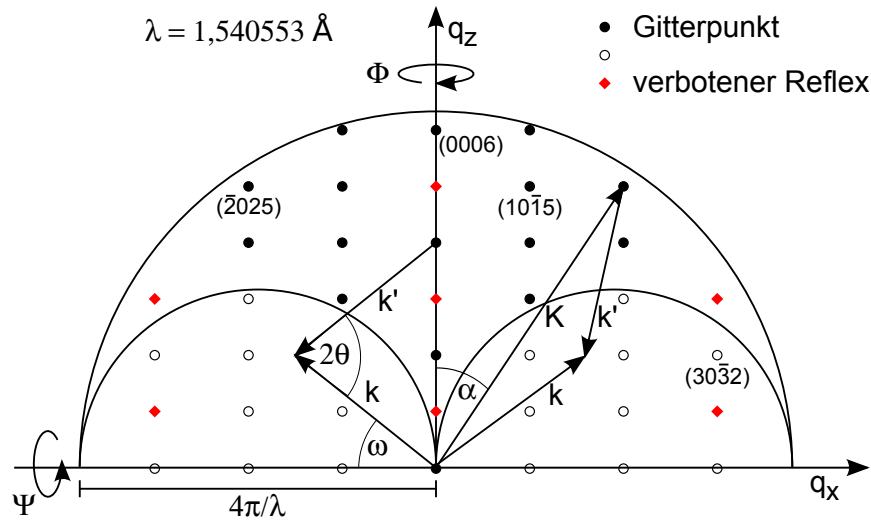 λ = 1,540553 Å
q_z
Gitterpunkt
Φ
verbotener Reflex
(0006)
(2̅025)
(101̅5)
k'
K
k'
2θ
k
α
k
(303̅2)
ω
Ψ
4π/λ
q_x